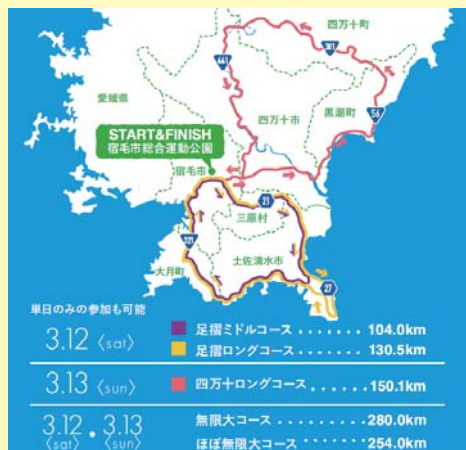 四万十町
381
441
愛媛県
黒潮町
56
四万十市
START&FINISH
宿毛市総合運動公園
宿毛市
21
三原村
321
土佐清水市
大月町
27
単日のみの参加も可能
3.12〈sat〉
足摺ミドルコース・・・・・・・104.0km
足摺ロングコース・・・・・・・130.5km
3.13〈sun〉
四万十ロングコース・・・・・・150.1km
3.12〈sat〉・3.13〈sun〉
無限大コース・・・・・・・・・280.0km
ほぼ無限大コース・・・・・・・254.0km